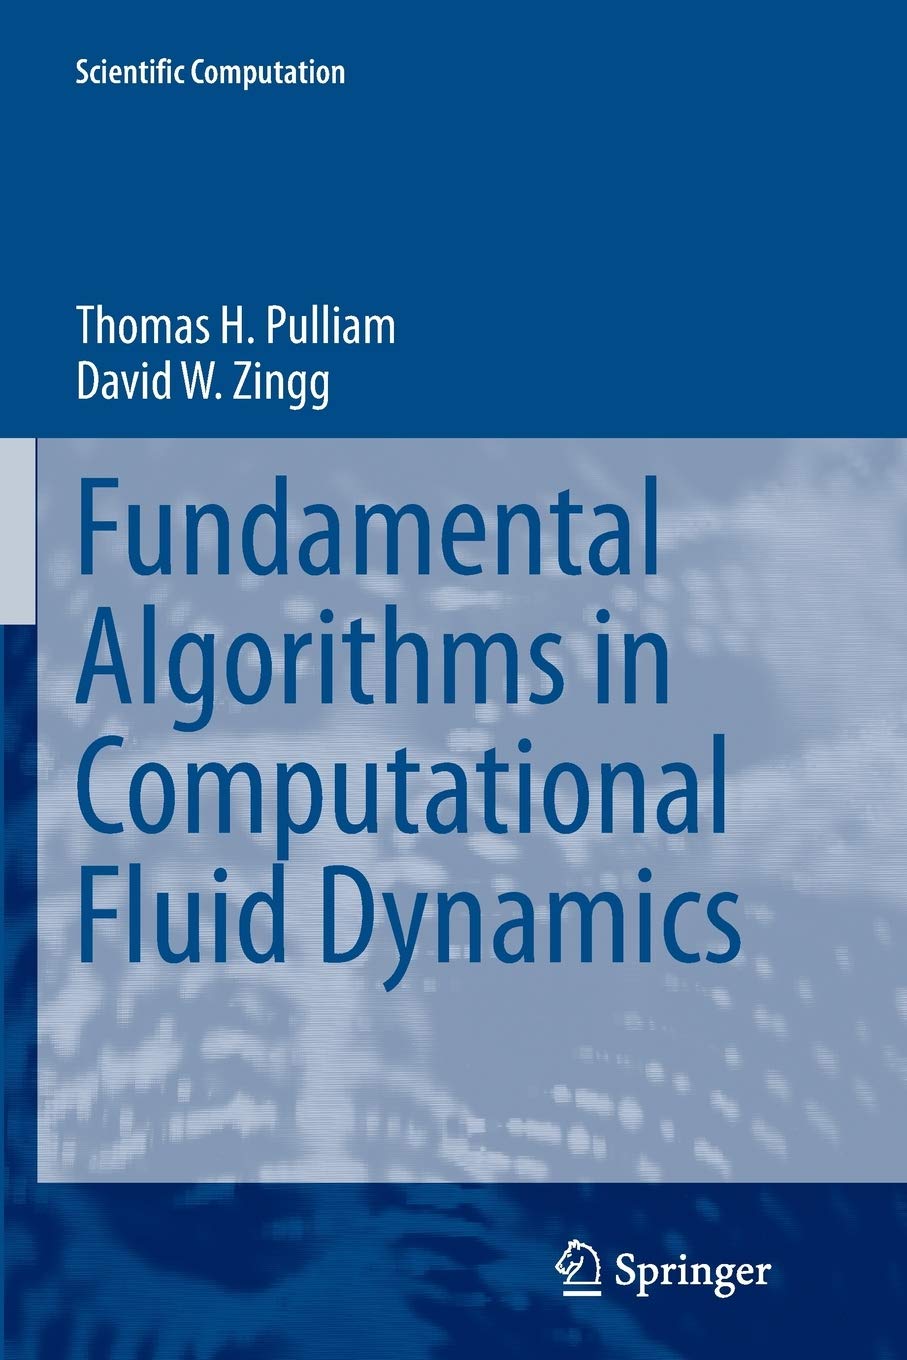 Scientific Computation
Thomas H. Pulliam
David W. Zingg
Fundamental
Algorithms in
Computational
Fluid Dynamics
Springer